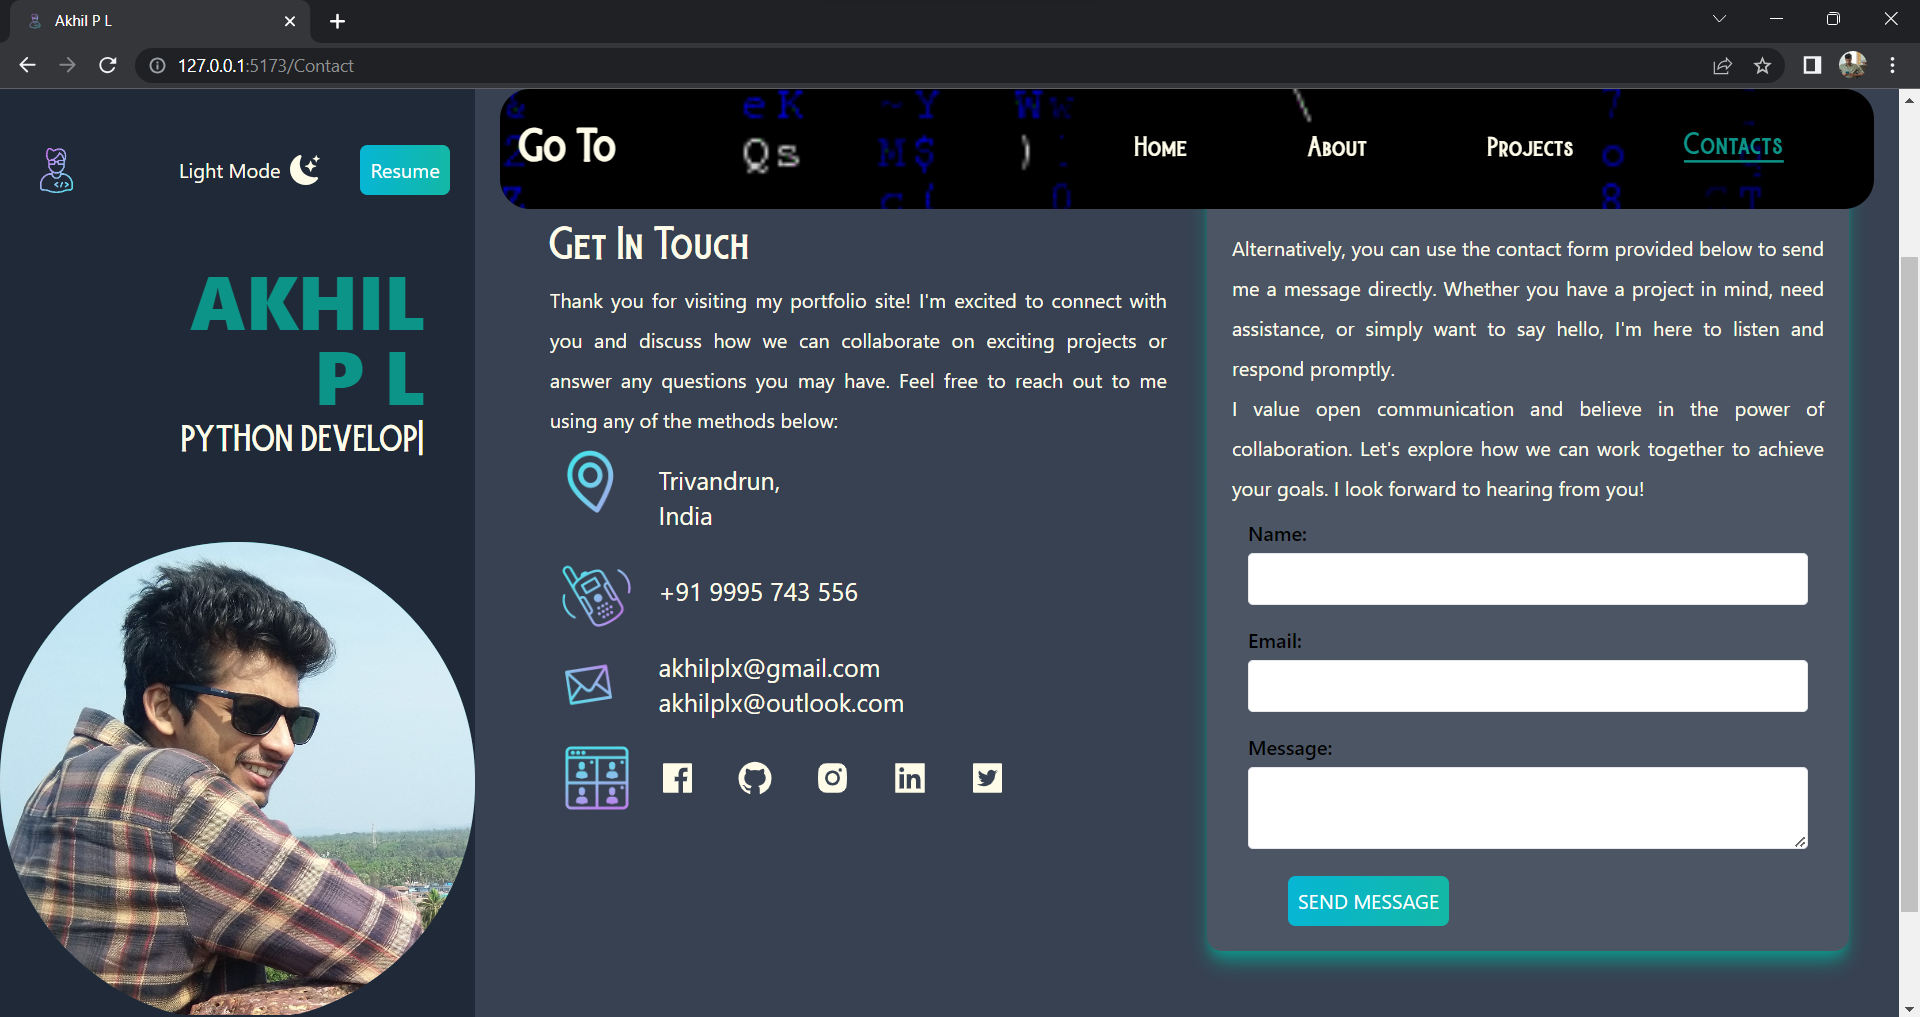 Akhil P L
127.0.0.1:5173/Contact
Light Mode
Resume
AKHIL
P L
PYTHON DEVELOP|
Go To
Home
About
Projects
Contacts
e K
~ Y
W w
\
7
2
Q s
M $
)
o
z
8
T
Get In Touch
Thank you for visiting my portfolio site! I'm excited to connect with
you and discuss how we can collaborate on exciting projects or
answer any questions you may have. Feel free to reach out to me
using any of the methods below:
Trivandrun,
India
+91 9995 743 556
akhilplx@gmail.com
akhilplx@outlook.com
Alternatively, you can use the contact form provided below to send
me a message directly. Whether you have a project in mind, need
assistance, or simply want to say hello, I'm here to listen and
respond promptly.
I value open communication and believe in the power of
collaboration. Let's explore how we can work together to achieve
your goals. I look forward to hearing from you!
Name:
Email:
Message:
SEND MESSAGE